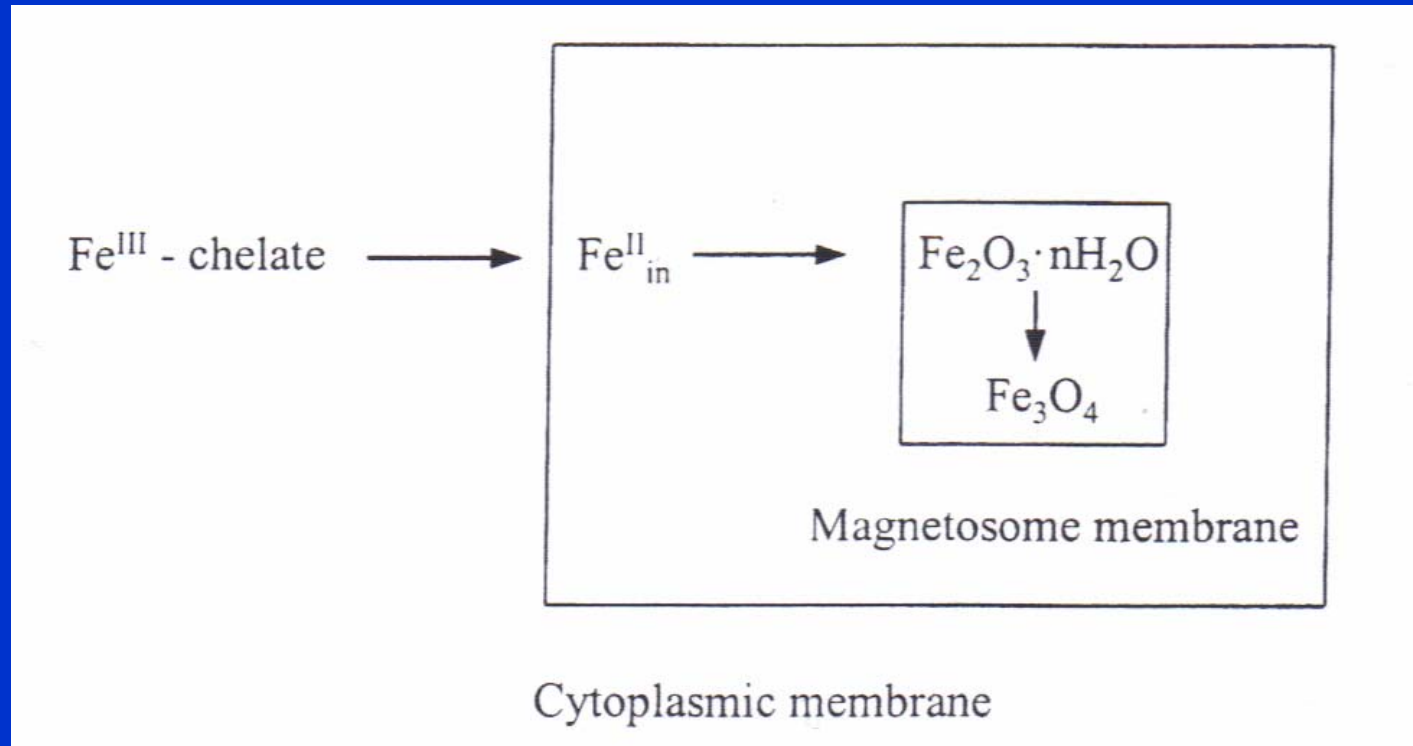 Fe^III - chelate → Fe^II_in → Fe₂O₃·nH₂O
↓
Fe₃O₄
Magnetosome membrane
Cytoplasmic membrane